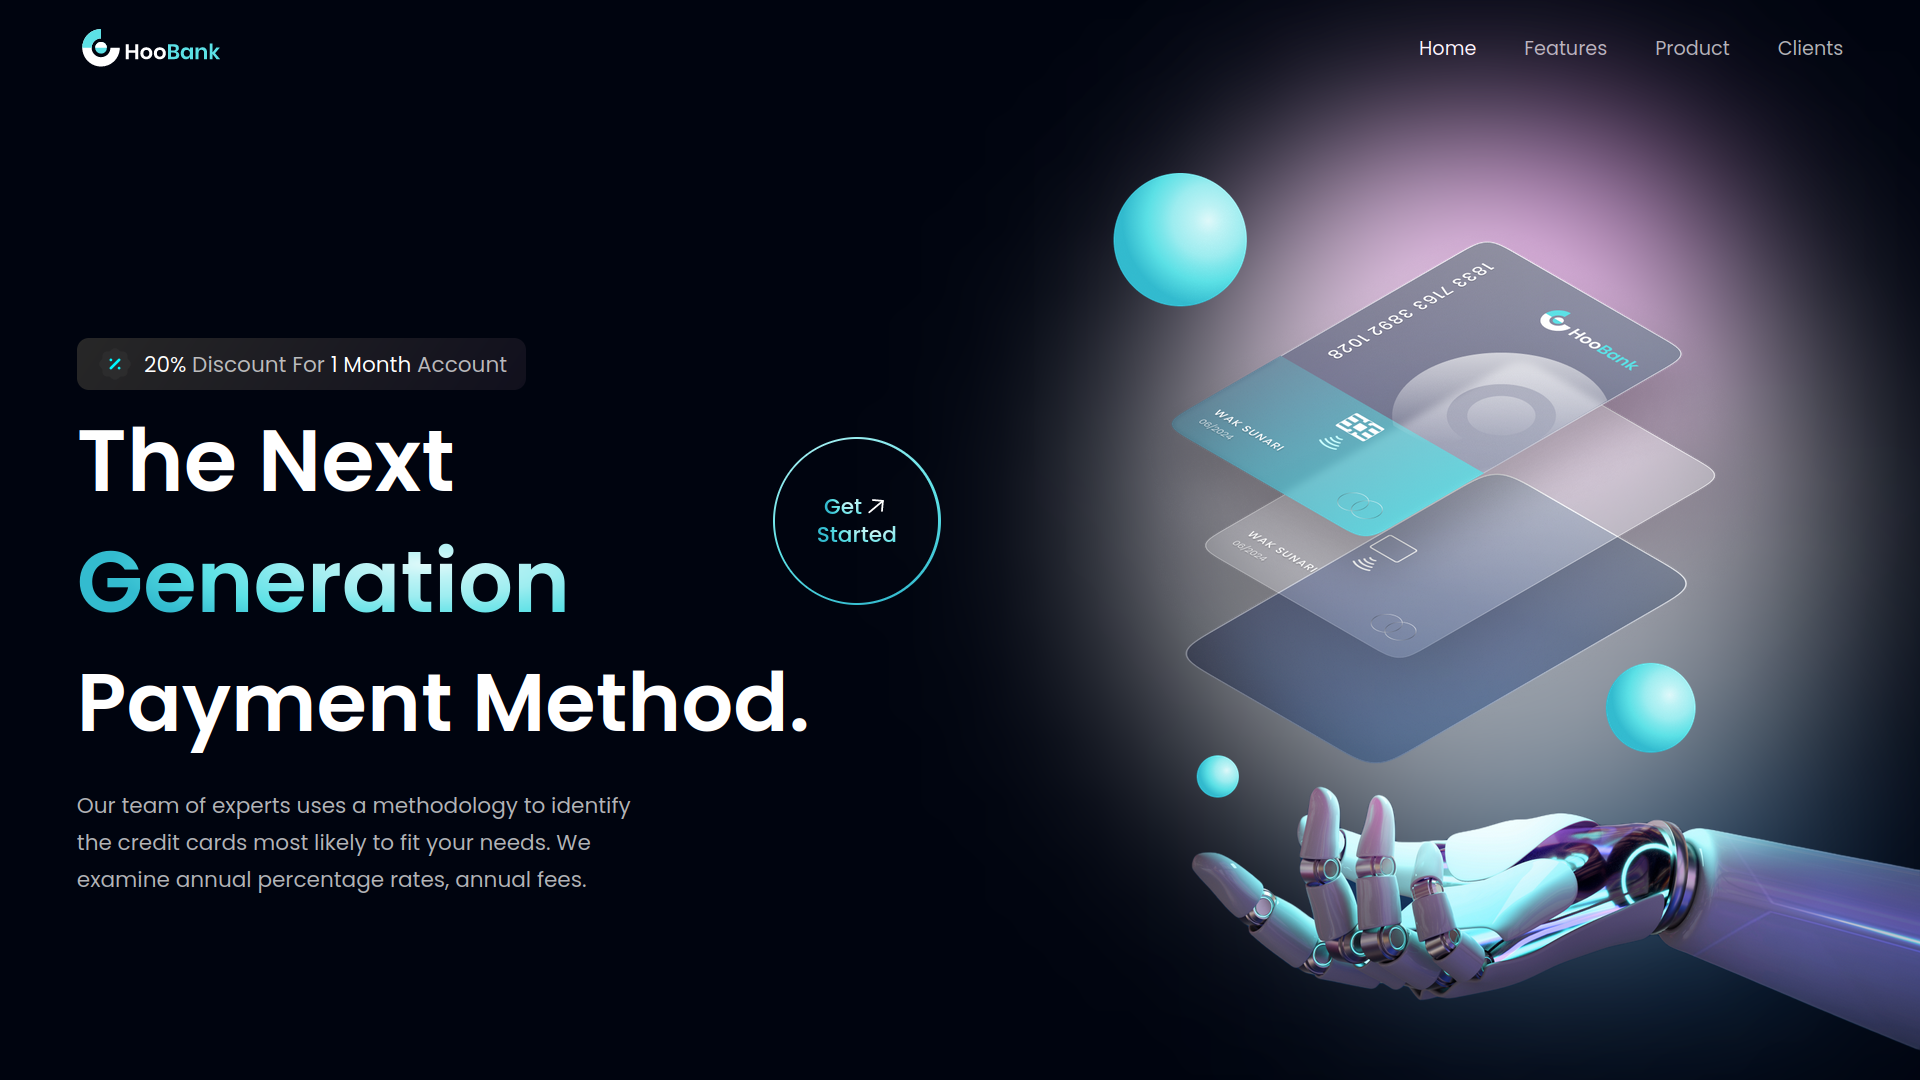 HooBank
Home
Features
Product
Clients
20% Discount For 1 Month Account
The Next
Generation
Payment Method.
Get
Started
Our team of experts uses a methodology to identify
the credit cards most likely to fit your needs. We
examine annual percentage rates, annual fees.
1833 7163 3892 1028
HooBank
WAK SUNARI
08/2024
WAK SUNARI
08/2024